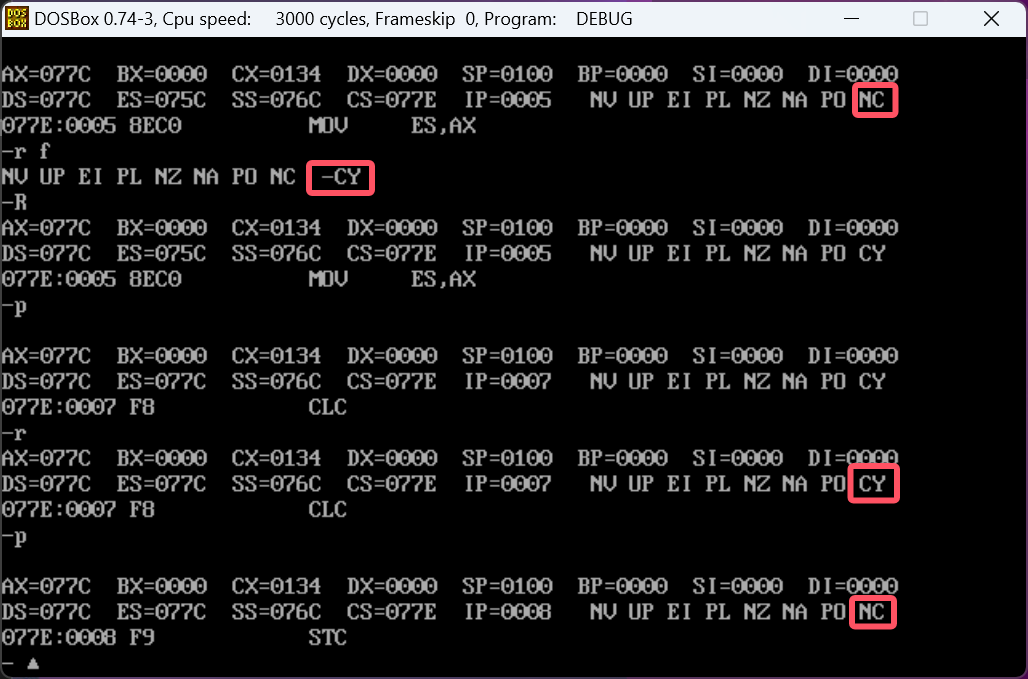 DOSBox 0.74-3, Cpu speed:    3000 cycles, Frameskip  0, Program:   DEBUG
AX=077C  BX=0000  CX=0134  DX=0000  SP=0100  BP=0000  SI=0000  DI=0000
DS=077C  ES=075C  SS=076C  CS=077E  IP=0005   NV UP EI PL NZ NA PO NC
077E:0005 8EC0          MOV     ES,AX
-r f
NV UP EI PL NZ NA PO NC  -CY
-R
AX=077C  BX=0000  CX=0134  DX=0000  SP=0100  BP=0000  SI=0000  DI=0000
DS=077C  ES=075C  SS=076C  CS=077E  IP=0005   NV UP EI PL NZ NA PO CY
077E:0005 8EC0          MOV     ES,AX
-p
AX=077C  BX=0000  CX=0134  DX=0000  SP=0100  BP=0000  SI=0000  DI=0000
DS=077C  ES=077C  SS=076C  CS=077E  IP=0007   NV UP EI PL NZ NA PO CY
077E:0007 F8            CLC
-r
AX=077C  BX=0000  CX=0134  DX=0000  SP=0100  BP=0000  SI=0000  DI=0000
DS=077C  ES=077C  SS=076C  CS=077E  IP=0007   NV UP EI PL NZ NA PO CY
077E:0007 F8            CLC
-p
AX=077C  BX=0000  CX=0134  DX=0000  SP=0100  BP=0000  SI=0000  DI=0000
DS=077C  ES=077C  SS=076C  CS=077E  IP=0008   NV UP EI PL NZ NA PO NC
077E:0008 F9            STC
-